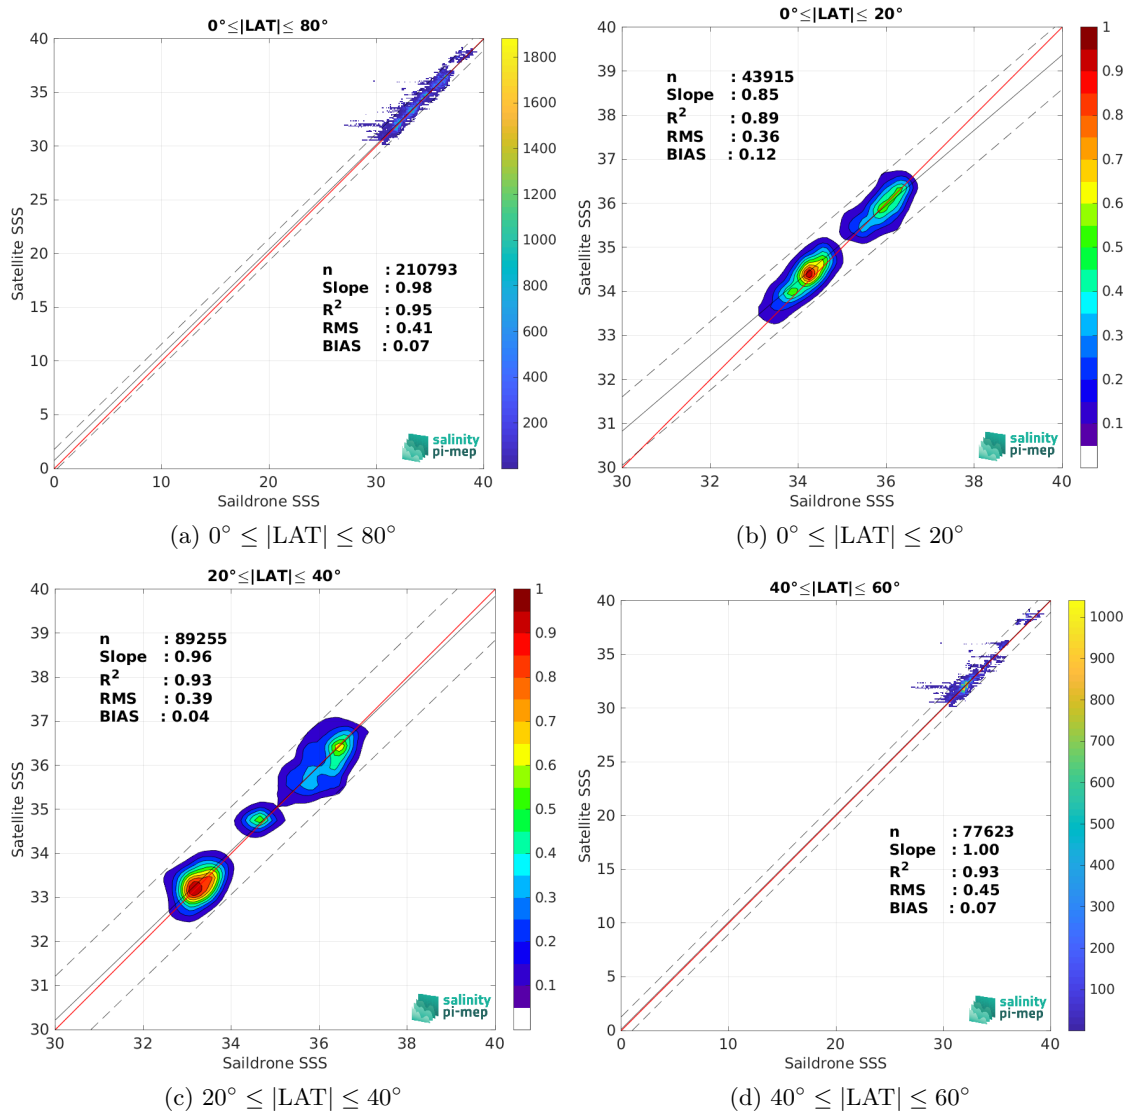 0°≤|LAT|≤ 80°
40
35
30
25
20
15
10
5
0
Satellite SSS
n : 210793
Slope : 0.98
R² : 0.95
RMS : 0.41
BIAS : 0.07
salinity
pi-mep
0 10 20 30 40
Saildrone SSS
1800
1600
1400
1200
1000
800
600
400
200
(a) 0° ≤ |LAT| ≤ 80°
0°≤|LAT|≤ 20°
40
39
38
37
36
35
34
33
32
31
30
Satellite SSS
n : 43915
Slope : 0.85
R² : 0.89
RMS : 0.36
BIAS : 0.12
salinity
pi-mep
30 32 34 36 38 40
Saildrone SSS
1
0.9
0.8
0.7
0.6
0.5
0.4
0.3
0.2
0.1
(b) 0° ≤ |LAT| ≤ 20°
20°≤|LAT|≤ 40°
40
39
38
37
36
35
34
33
32
31
30
Satellite SSS
n : 89255
Slope : 0.96
R² : 0.93
RMS : 0.39
BIAS : 0.04
salinity
pi-mep
30 32 34 36 38 40
Saildrone SSS
1
0.9
0.8
0.7
0.6
0.5
0.4
0.3
0.2
0.1
(c) 20° ≤ |LAT| ≤ 40°
40°≤|LAT|≤ 60°
40
35
30
25
20
15
10
5
0
Satellite SSS
n : 77623
Slope : 1.00
R² : 0.93
RMS : 0.45
BIAS : 0.07
salinity
pi-mep
0 10 20 30 40
Saildrone SSS
1000
900
800
700
600
500
400
300
200
100
(d) 40° ≤ |LAT| ≤ 60°